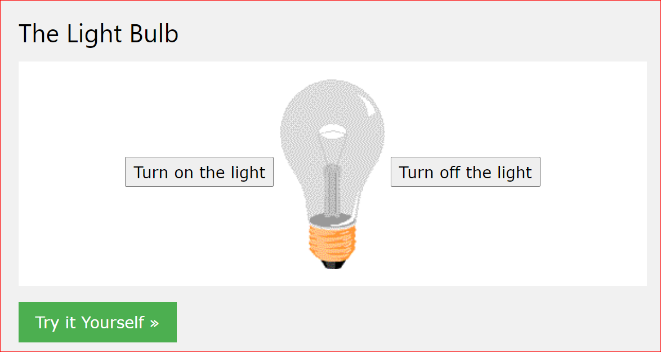 The Light Bulb
Turn on the light
Turn off the light
Try it Yourself »